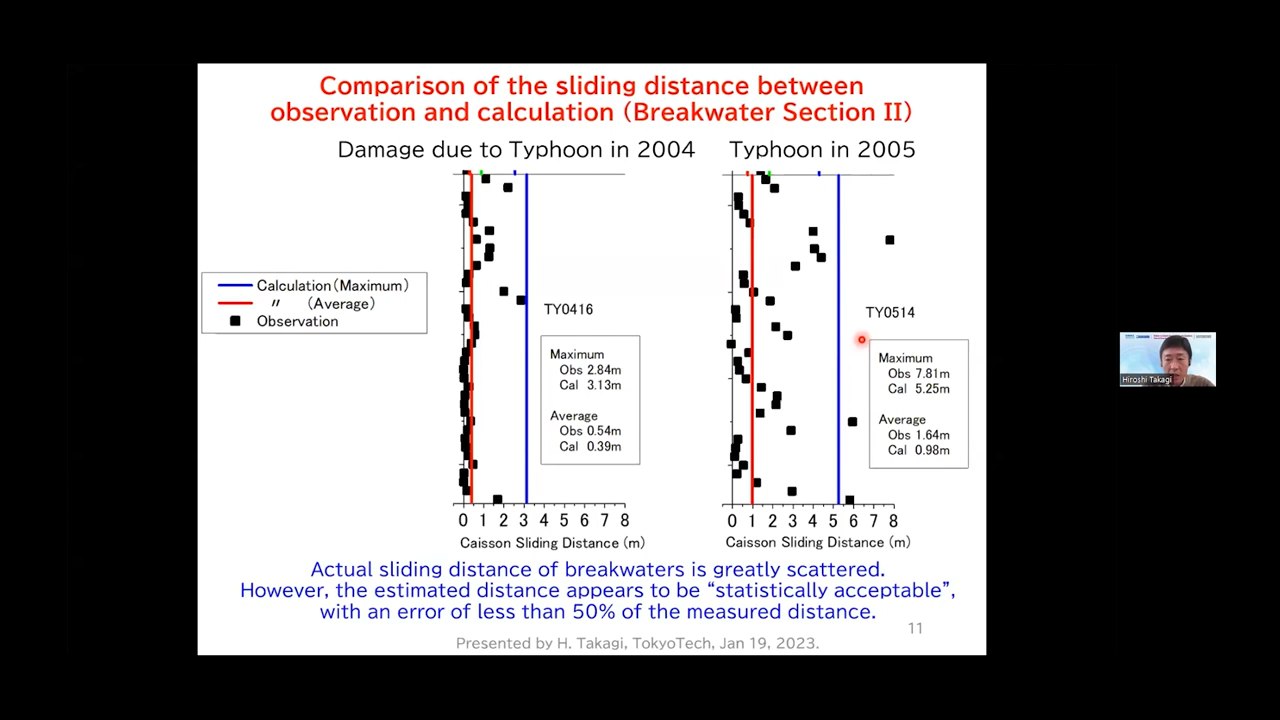 Comparison of the sliding distance between
observation and calculation (Breakwater Section II)
Damage due to Typhoon in 2004
Typhoon in 2005
Calculation(Maximum)
〃 (Average)
Observation
TY0416
Maximum
Obs 2.84m
Cal 3.13m
Average
Obs 0.54m
Cal 0.39m
0 1 2 3 4 5 6 7 8
Caisson Sliding Distance (m)
TY0514
Maximum
Obs 7.81m
Cal 5.25m
Average
Obs 1.64m
Cal 0.98m
0 1 2 3 4 5 6 7 8
Caisson Sliding Distance (m)
Actual sliding distance of breakwaters is greatly scattered.
However, the estimated distance appears to be “statistically acceptable”,
with an error of less than 50% of the measured distance.
11
Presented by H. Takagi, TokyoTech, Jan 19, 2023.
Hiroshi Takagi